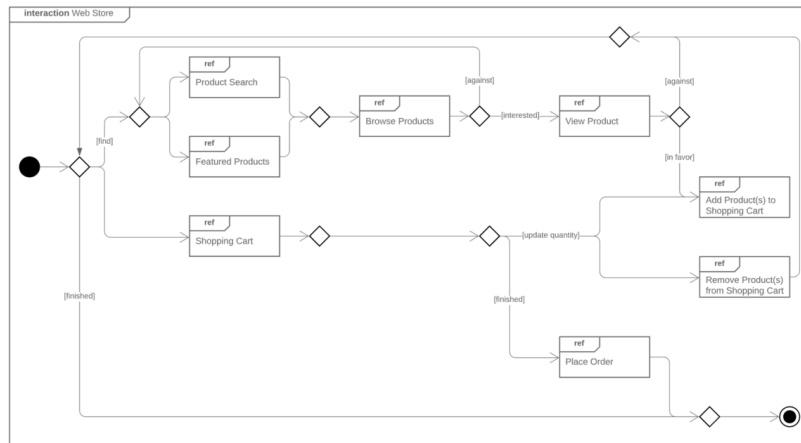 interaction Web Store
ref
Product Search
[against]
[against]
ref
Browse Products
[interested]
ref
View Product
[find]
ref
Featured Products
[in favor]
ref
Add Product(s) to
Shopping Cart
ref
Shopping Cart
[update quantity]
ref
Remove Product(s)
from Shopping Cart
[finished]
[finished]
ref
Place Order